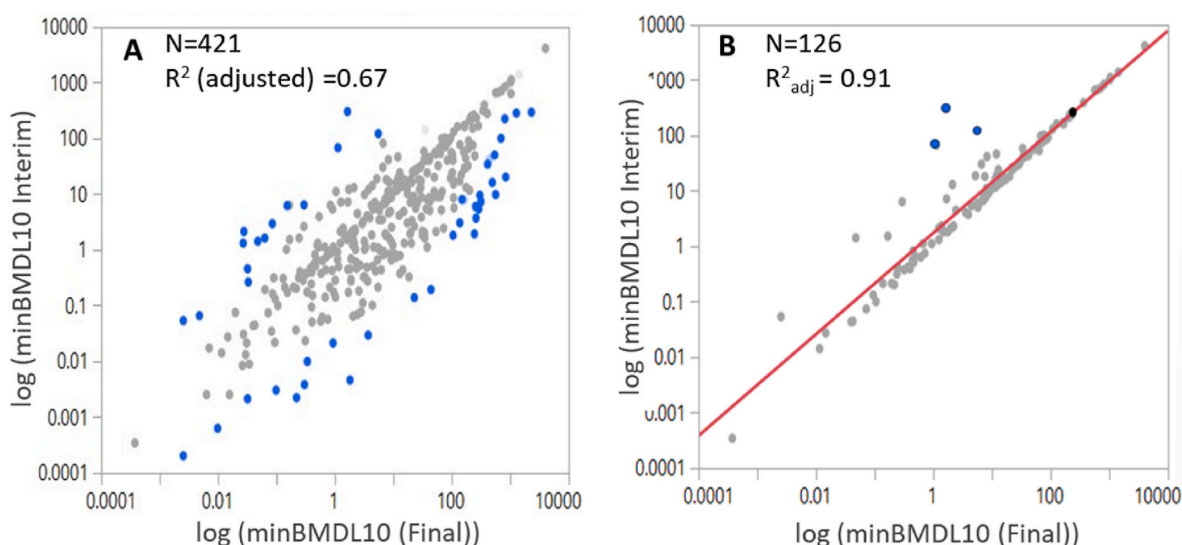 A
N=421
R² (adjusted) =0.67
log (minBMDL10 Interim)
10000
1000
100
10
1
0.1
0.01
0.001
0.0001
0.0001
0.01
1
100
10000
log (minBMDL10 (Final))
B
N=126
R²adj = 0.91
log (minBMDL10 Interim)
10000
1000
100
10
1
0.1
0.01
0.001
0.0001
0.0001
0.01
1
100
10000
log (minBMDL10 (Final))